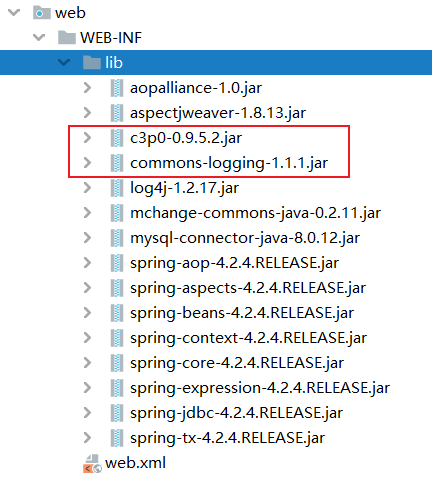 web
WEB-INF
lib
aopalliance-1.0.jar
aspectjweaver-1.8.13.jar
c3p0-0.9.5.2.jar
commons-logging-1.1.1.jar
log4j-1.2.17.jar
mchange-commons-java-0.2.11.jar
mysql-connector-java-8.0.12.jar
spring-aop-4.2.4.RELEASE.jar
spring-aspects-4.2.4.RELEASE.jar
spring-beans-4.2.4.RELEASE.jar
spring-context-4.2.4.RELEASE.jar
spring-core-4.2.4.RELEASE.jar
spring-expression-4.2.4.RELEASE.jar
spring-jdbc-4.2.4.RELEASE.jar
spring-tx-4.2.4.RELEASE.jar
web.xml